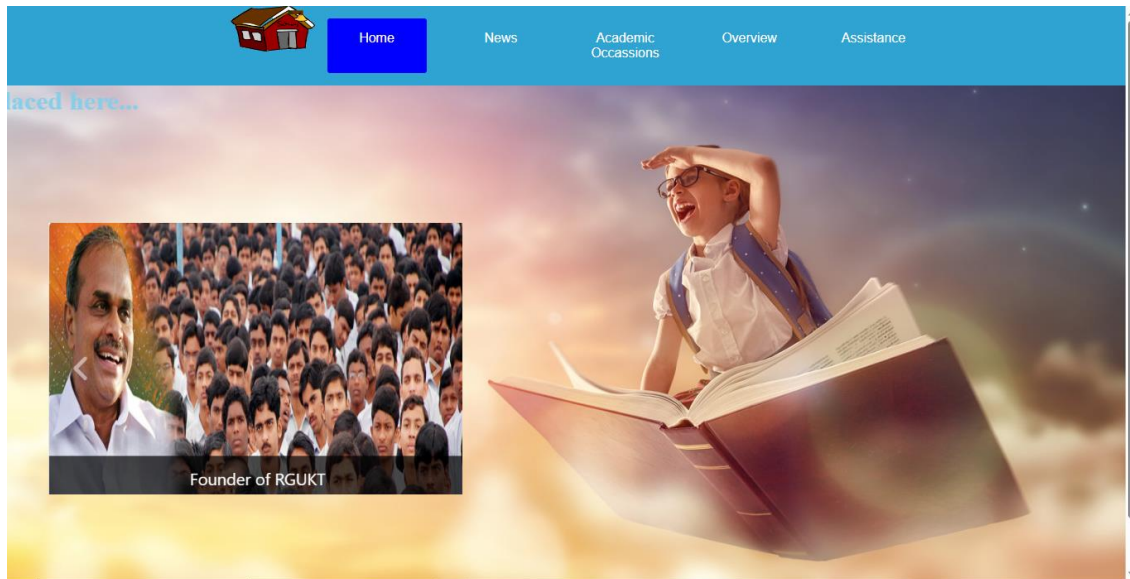 Home
News
Academic
Occassions
Overview
Assistance
laced here...
Founder of RGUKT